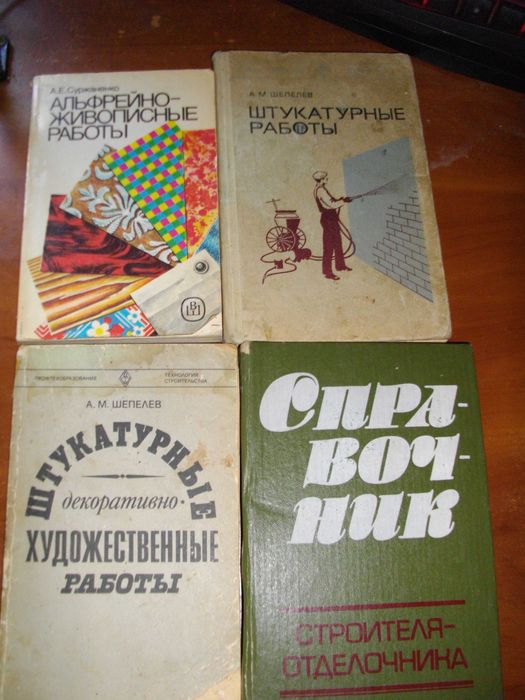 А.Е.Суржаненко
АЛЬФРЕЙНО-
ЖИВОПИСНЫЕ
РАБОТЫ
А.М.ШЕПЕЛЕВ
ШТУКАТУРНЫЕ
РАБОТЫ
ПРОФТЕХОБРАЗОВАНИЕ
ТЕХНОЛОГИЯ
СТРОИТЕЛЬСТВА
А. М. ШЕПЕЛЕВ
ШТУКАТУРНЫЕ
декоративно-
ХУДОЖЕСТВЕННЫЕ
РАБОТЫ
СПРА-
ВОЧ-
НИК
СТРОИТЕЛЯ-
ОТДЕЛОЧНИКА